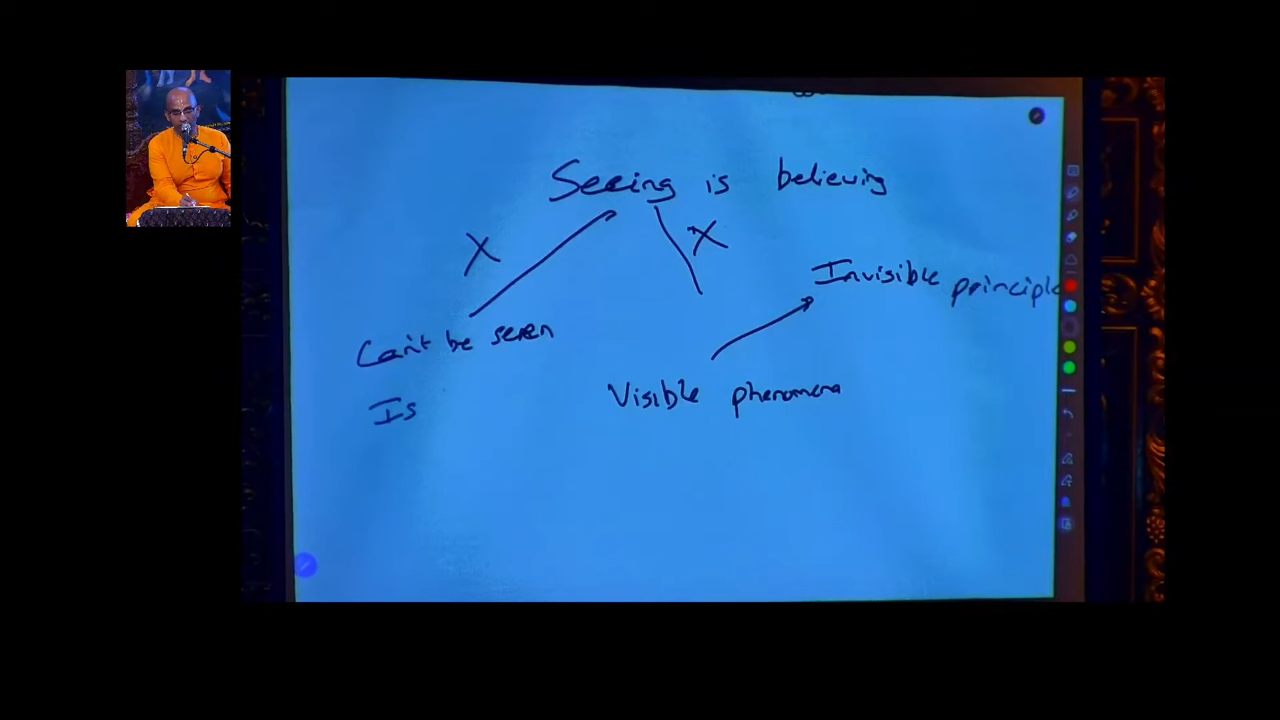 Seeing is believing
X
X
Invisible principle
Can't be seen
Visible phenomena
Is